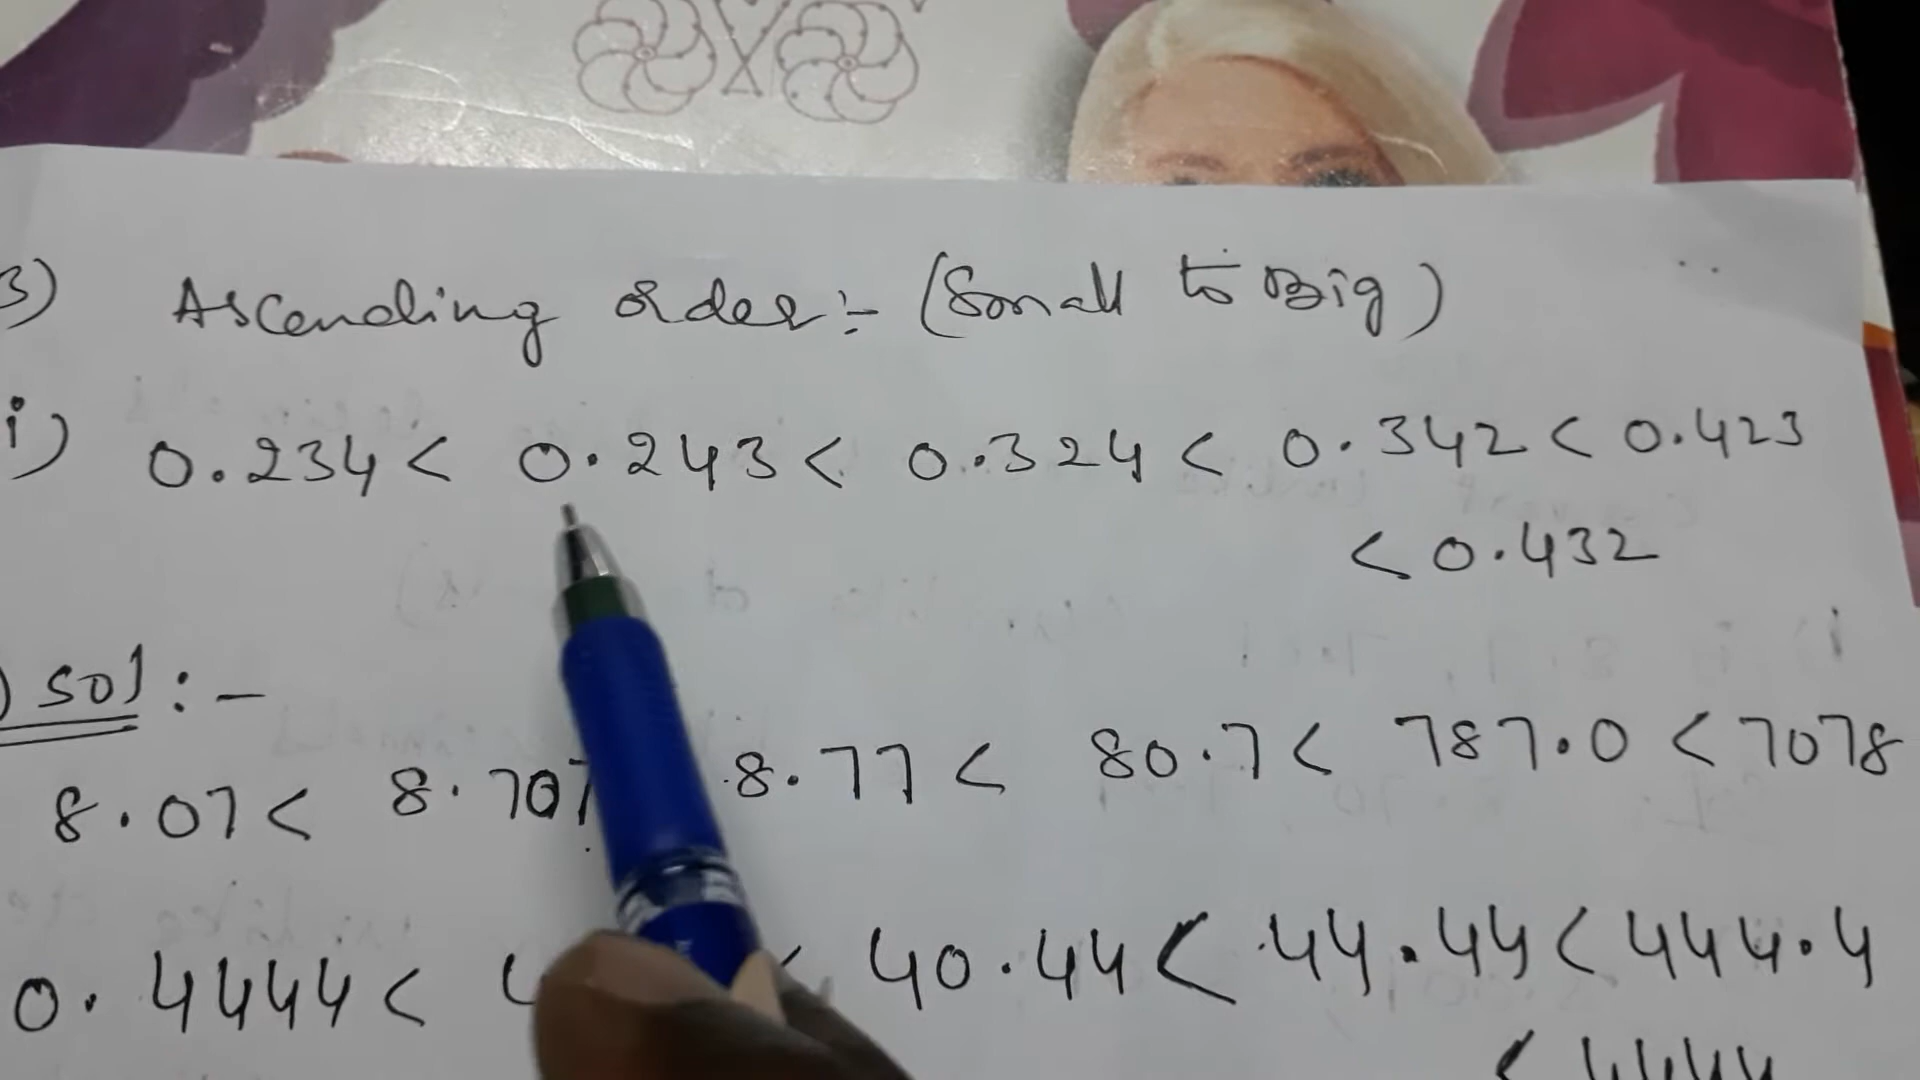 3) Ascending order:- (Small to Big)
i) 0.234 < 0.243 < 0.324 < 0.342 < 0.423
< 0.432
) sol:-
8.07 < 8.707 8.77 < 80.7 < 787.0 < 7078
0.4444 < < 40.44 < 44.44 < 444.4
< 4444